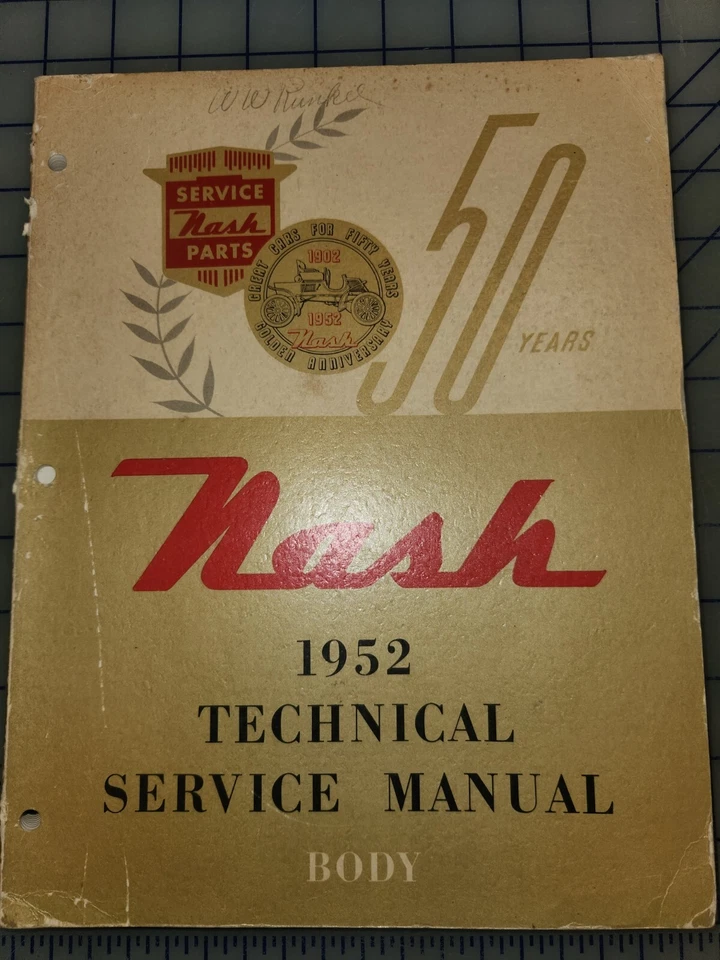 W W Runkel
SERVICE
Nash
PARTS
GREAT CARS FOR FIFTY YEARS
1902
1952
Nash
GOLDEN ANNIVERSARY
50
YEARS
Nash
1952
TECHNICAL
SERVICE MANUAL
BODY